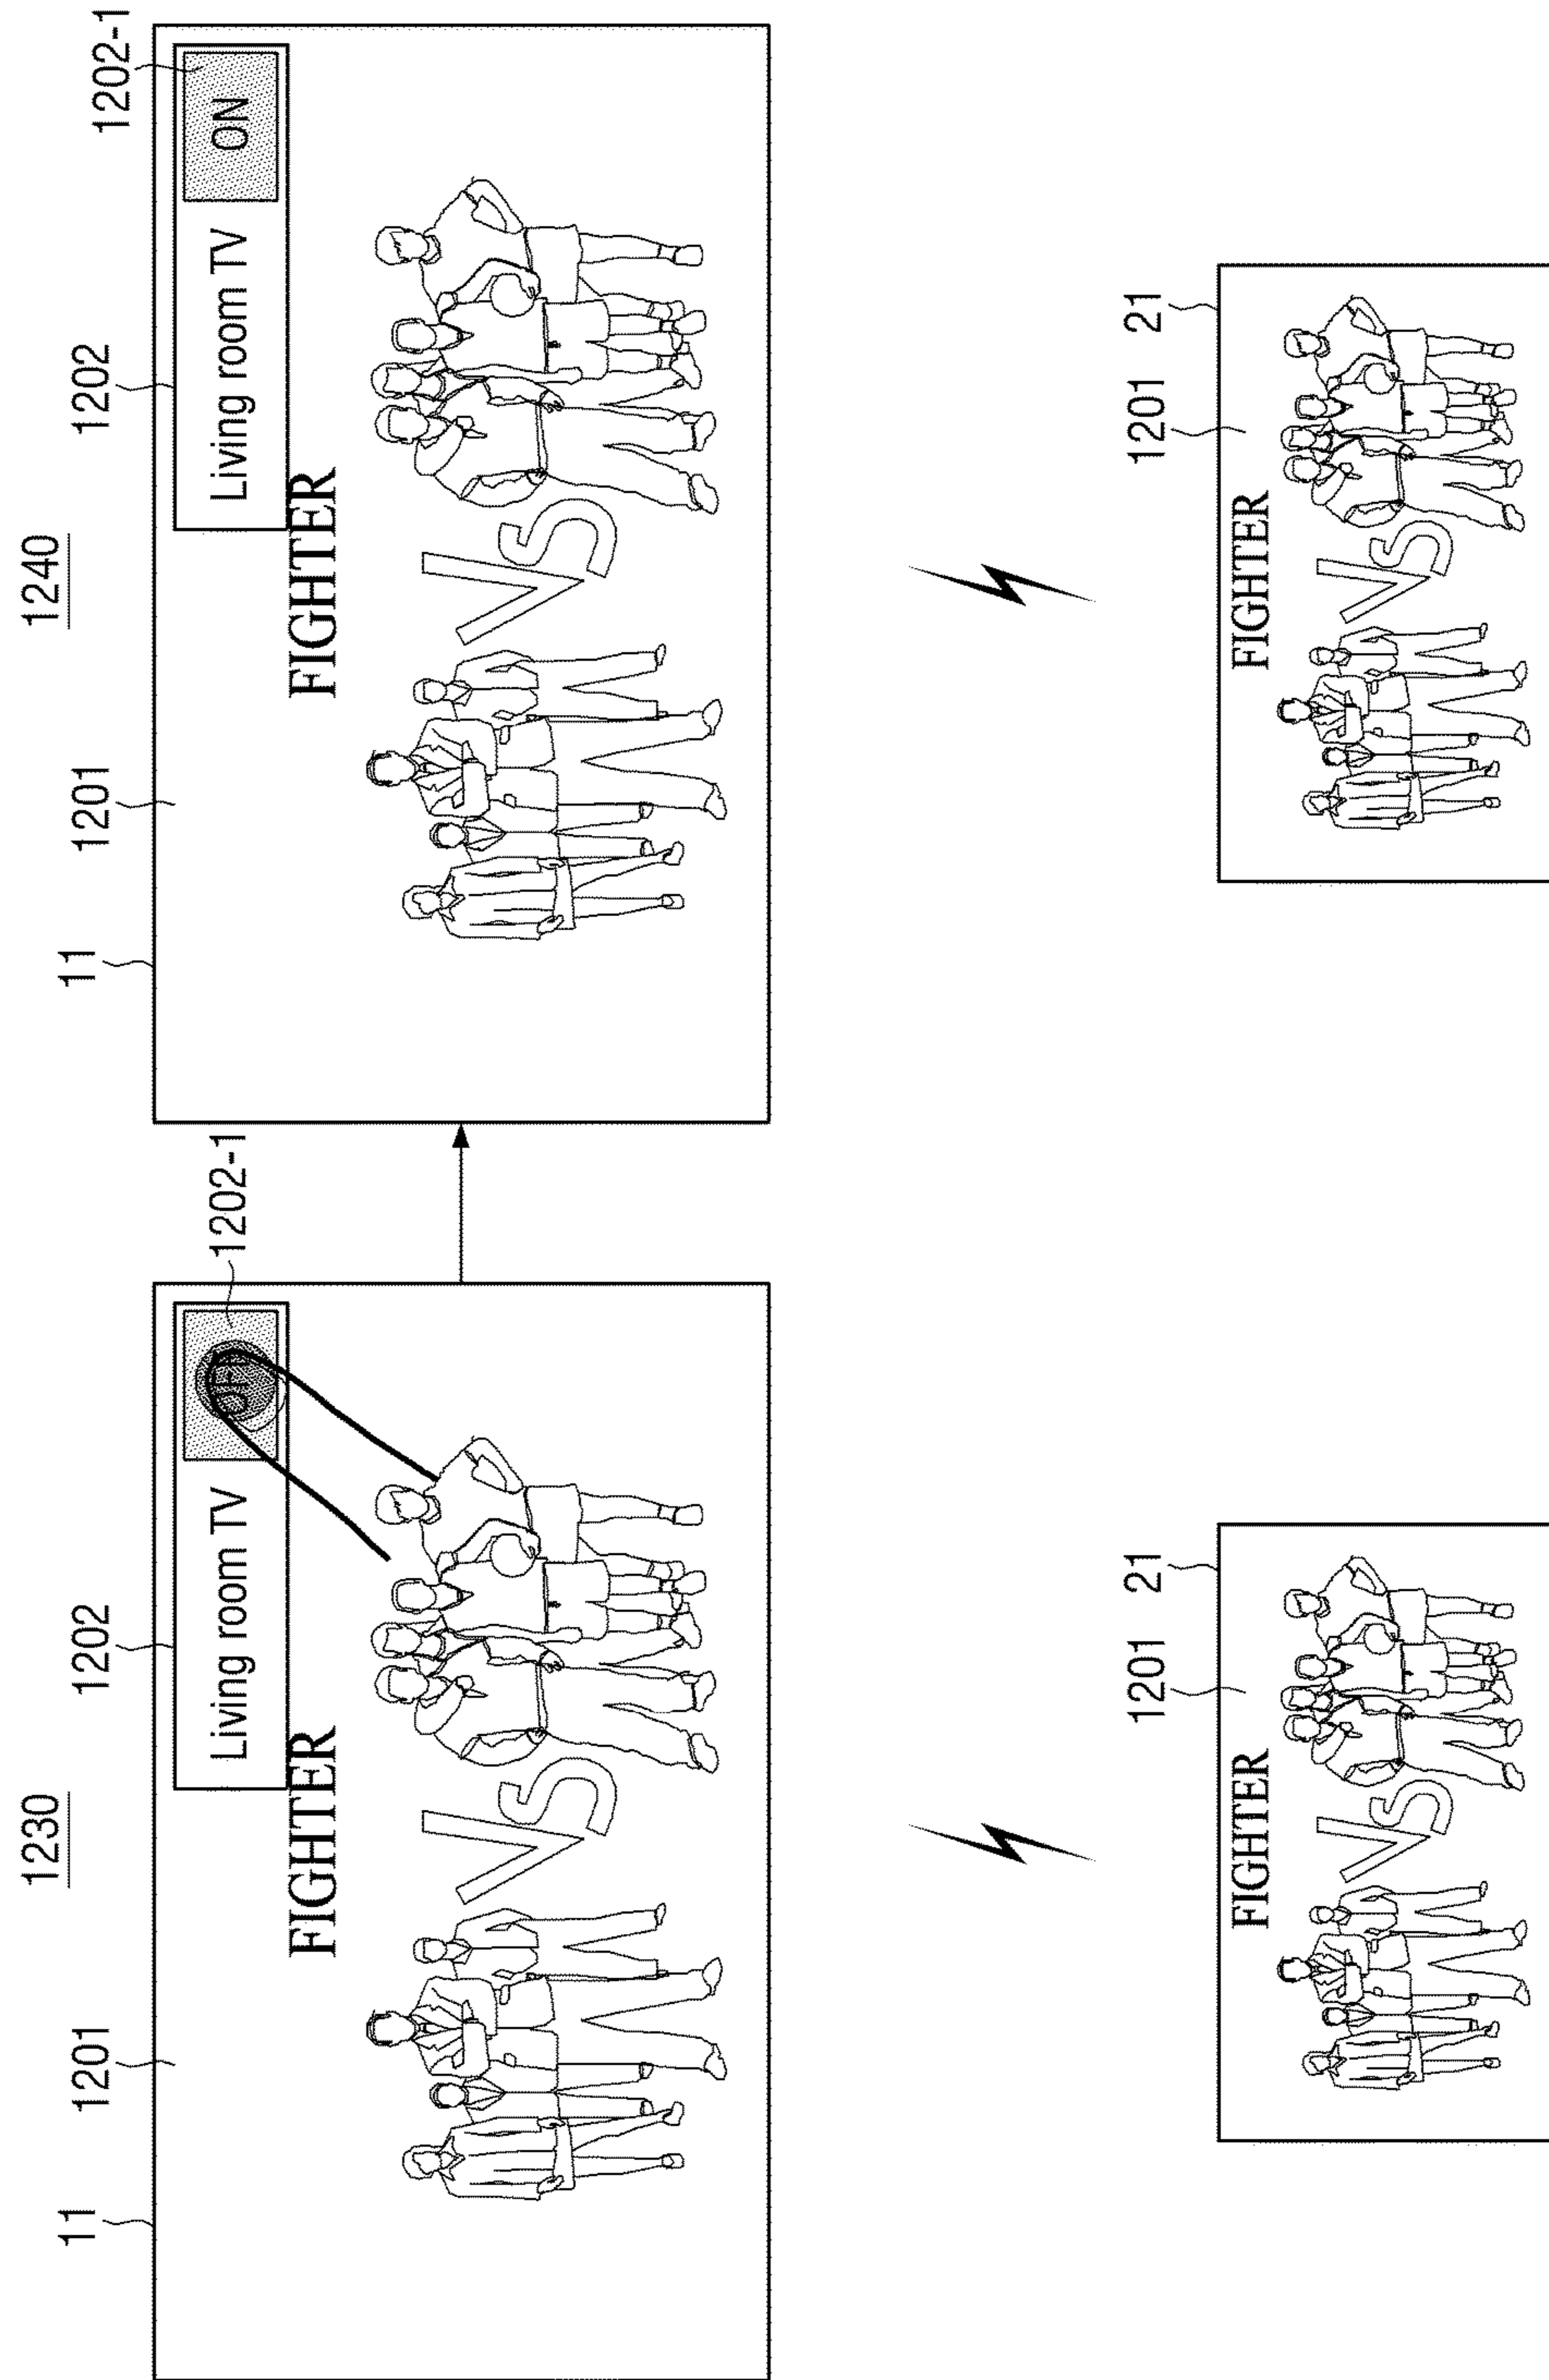 1230
11
1201
1202
1202-1
Living room TV
OFF
FIGHTER
VS
1201
21
FIGHTER
VS
1240
11
1201
1202
1202-1
Living room TV
ON
FIGHTER
VS
1201
21
FIGHTER
VS